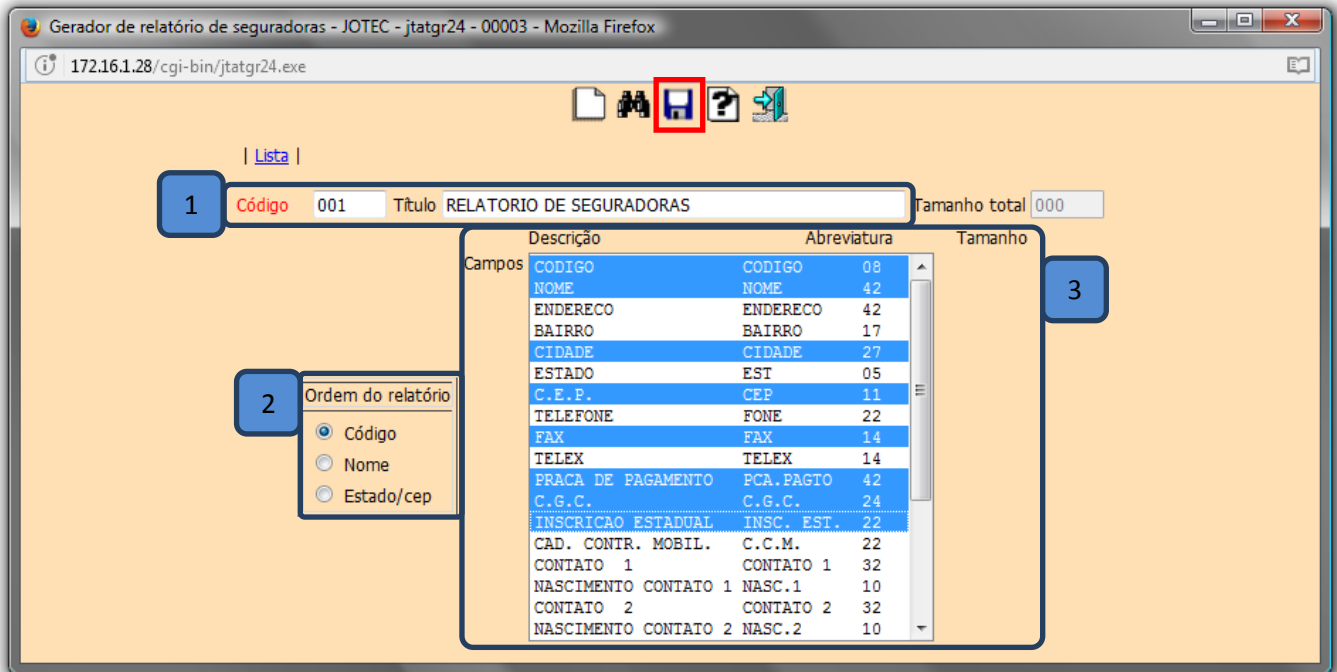 Gerador de relatório de seguradoras - JOTEC - jtatgr24 - 00003 - Mozilla Firefox
172.16.1.28/cgi-bin/jtatgr24.exe
| Lista |
1 Código 001 Título RELATORIO DE SEGURADORAS Tamanho total 000
Descrição Abreviatura Tamanho
Campos CODIGO CODIGO 08
NOME NOME 42
3
ENDERECO ENDERECO 42
BAIRRO BAIRRO 17
CIDADE CIDADE 27
ESTADO EST 05
2
Ordem do relatório
C.E.P. CEP 11
TELEFONE FONE 22
Código
FAX FAX 14
Nome
TELEX TELEX 14
PRACA DE PAGAMENTO PCA.PAGTO 42
Estado/cep
C.G.C. C.G.C. 24
INSCRICAO ESTADUAL INSC. EST. 22
CAD. CONTR. MOBIL. C.C.M. 22
CONTATO 1 CONTATO 1 32
NASCIMENTO CONTATO 1 NASC.1 10
CONTATO 2 CONTATO 2 32
NASCIMENTO CONTATO 2 NASC.2 10